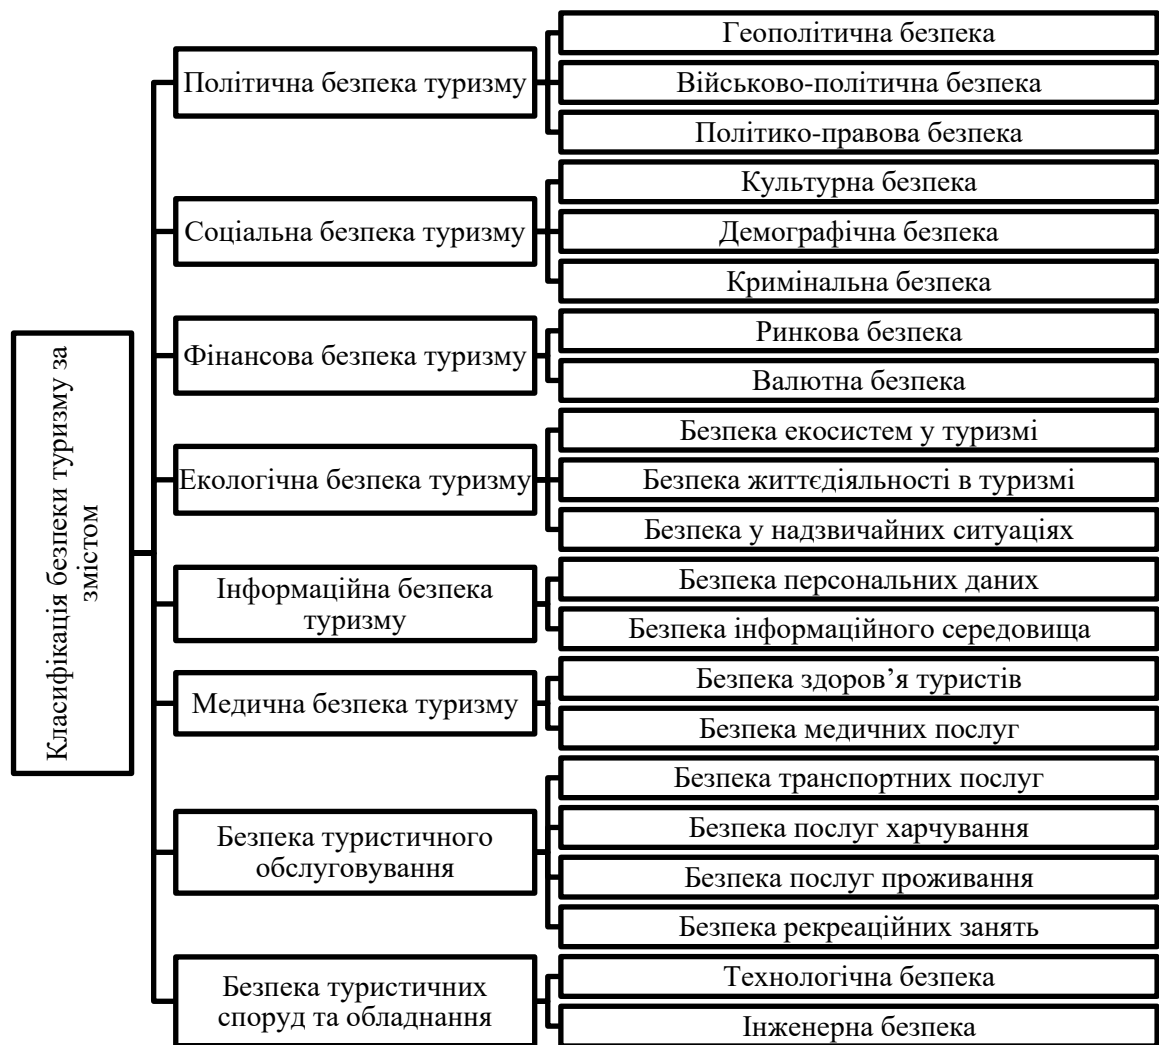 Класифікація безпеки туризму за
змістом
Політична безпека туризму
Геополітична безпека
Військово-політична безпека
Політико-правова безпека
Соціальна безпека туризму
Культурна безпека
Демографічна безпека
Кримінальна безпека
Фінансова безпека туризму
Ринкова безпека
Валютна безпека
Екологічна безпека туризму
Безпека екосистем у туризмі
Безпека життєдіяльності в туризмі
Безпека у надзвичайних ситуаціях
Інформаційна безпека
туризму
Безпека персональних даних
Безпека інформаційного середовища
Медична безпека туризму
Безпека здоров’я туристів
Безпека медичних послуг
Безпека туристичного
обслуговування
Безпека транспортних послуг
Безпека послуг харчування
Безпека послуг проживання
Безпека рекреаційних занять
Безпека туристичних
споруд та обладнання
Технологічна безпека
Інженерна безпека